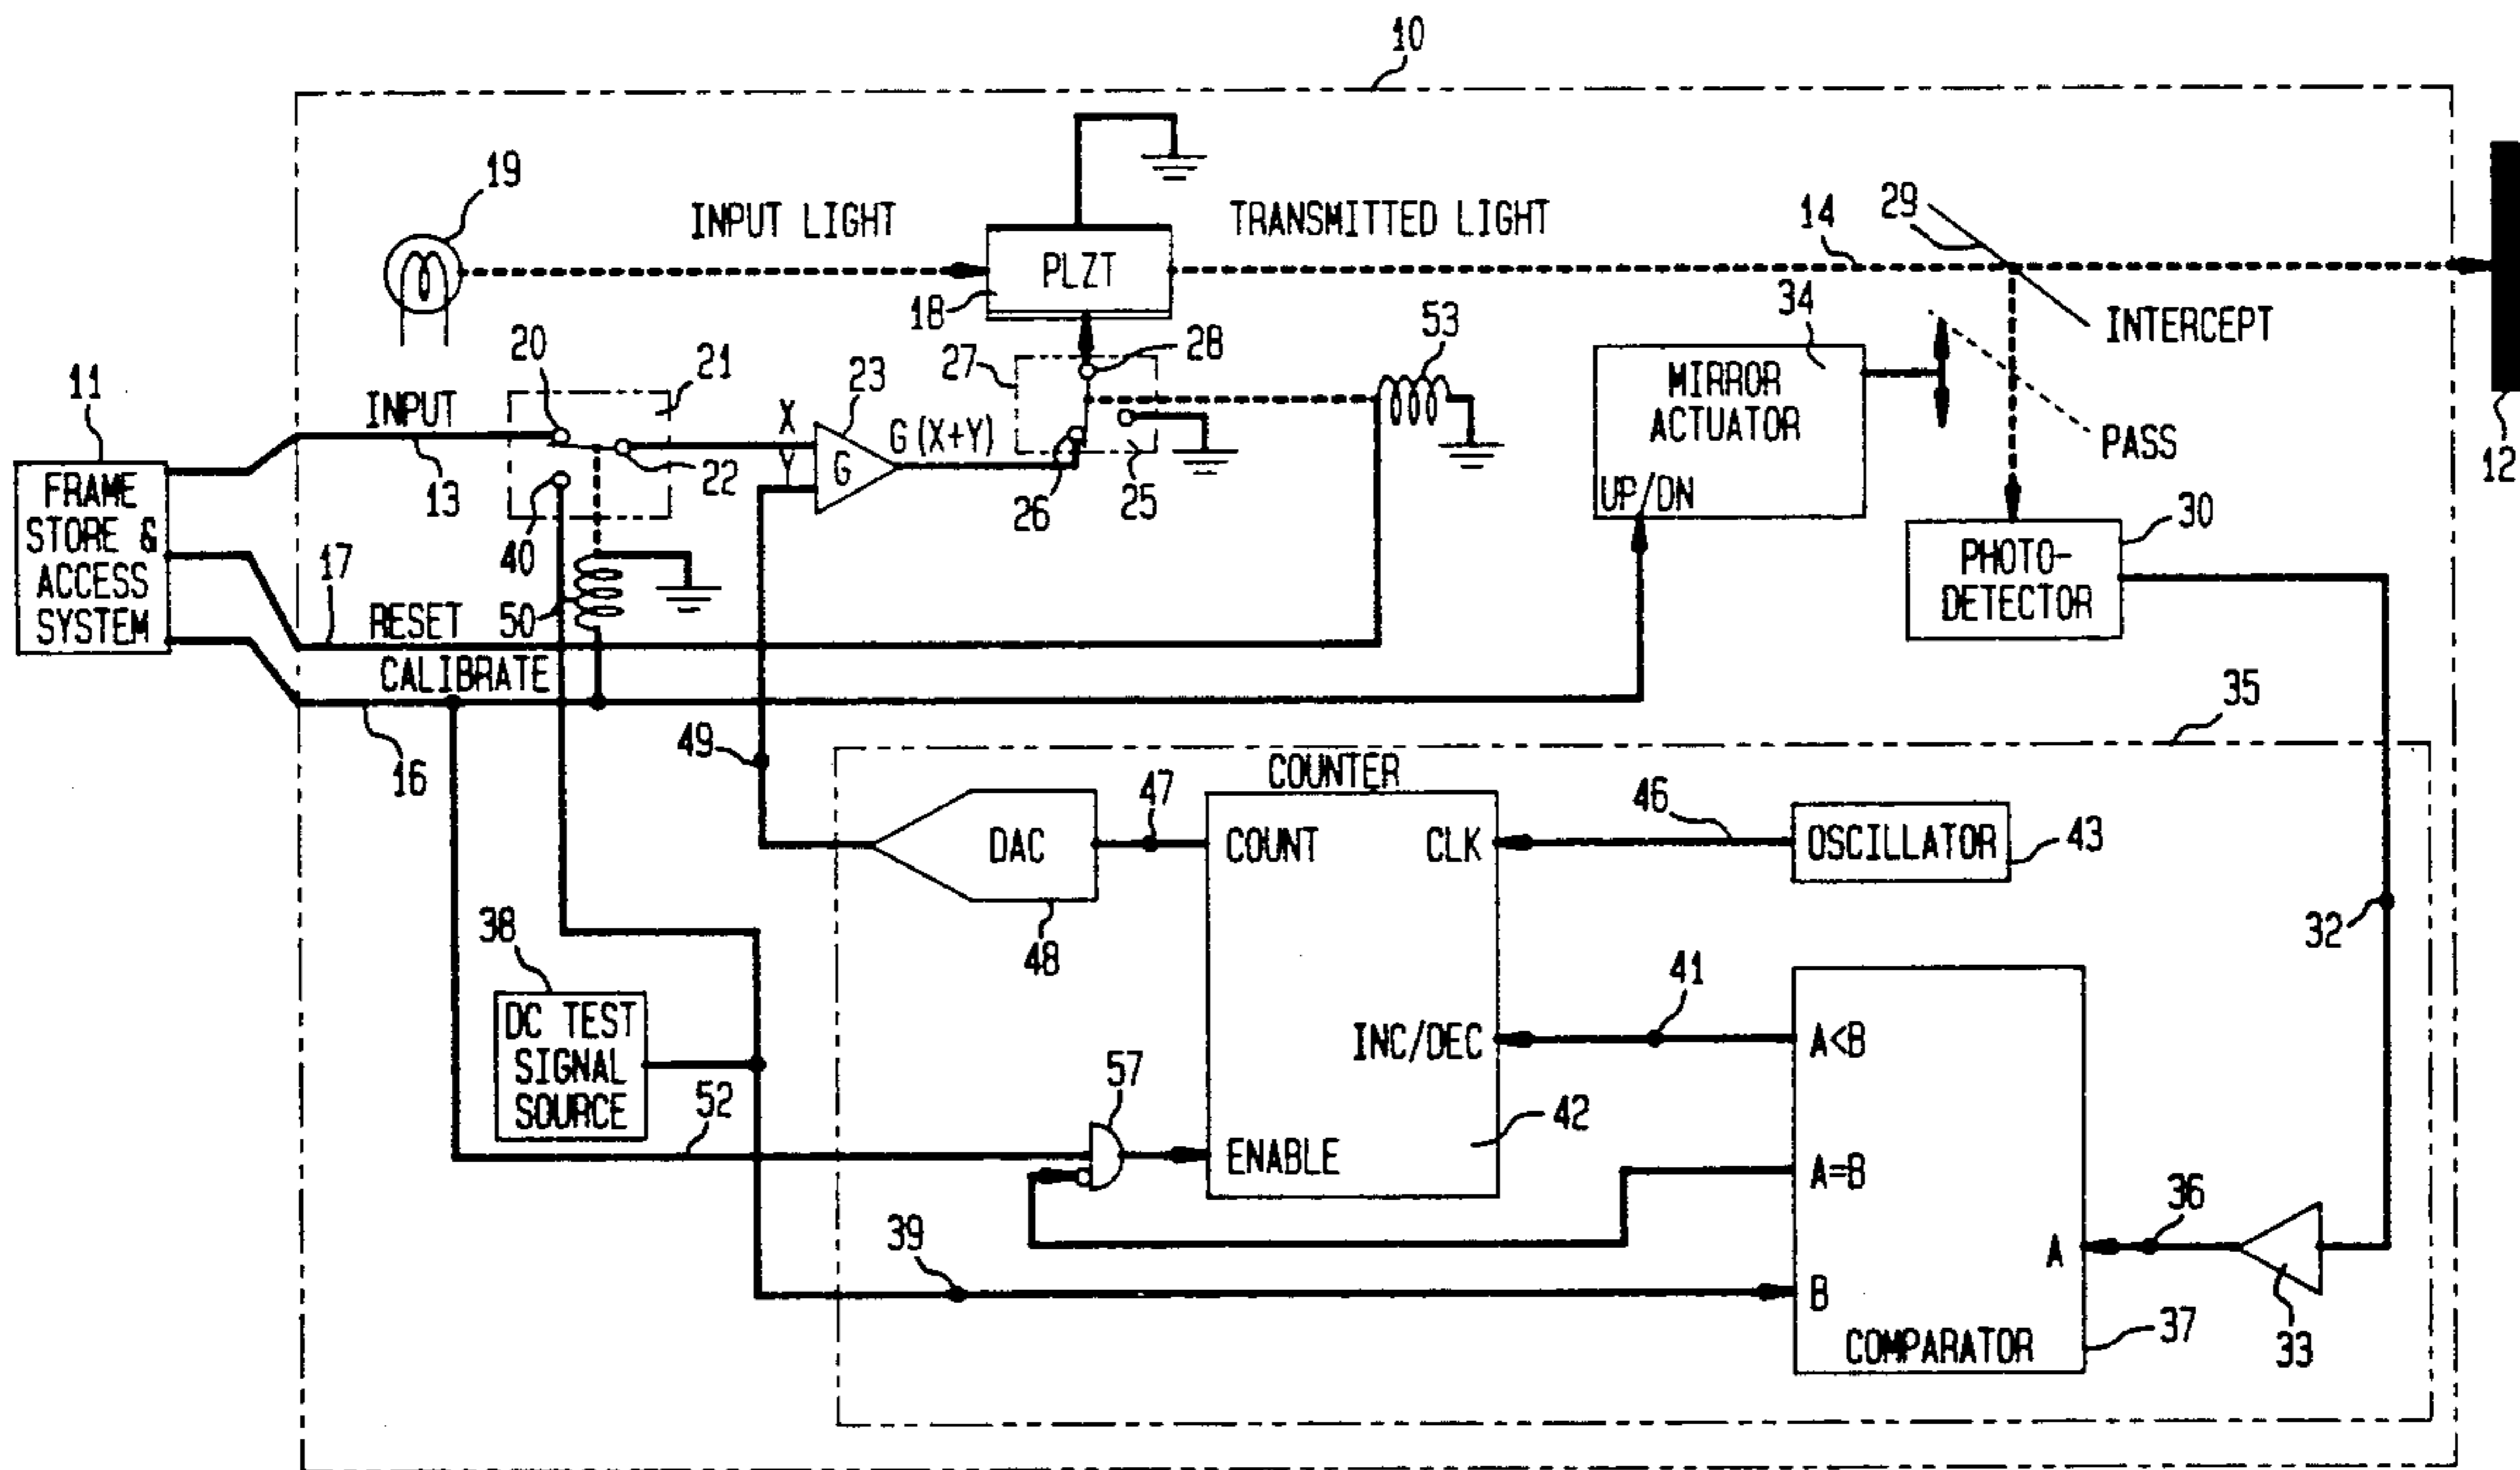 10
19
INPUT LIGHT
TRANSMITTED LIGHT
14
29
PLZT
18
34
INTERCEPT
53
20
21
27
28
11
INPUT
23
MIRROR
ACTUATOR
X
G (X+Y)
PASS
12
Y
G
13
22
26
25
UP/DN
FRAME
STORE &
ACCESS
SYSTEM
40
30
PHOTO-
DETECTOR
17
RESET
50
CALIBRATE
35
16
49
COUNTER
47
46
DAC
COUNT
CLK
OSCILLATOR
43
38
48
32
41
DC TEST
SIGNAL
SOURCE
INC/DEC
A<B
57
52
42
ENABLE
A=B
36
39
A
B
37
COMPARATOR
33